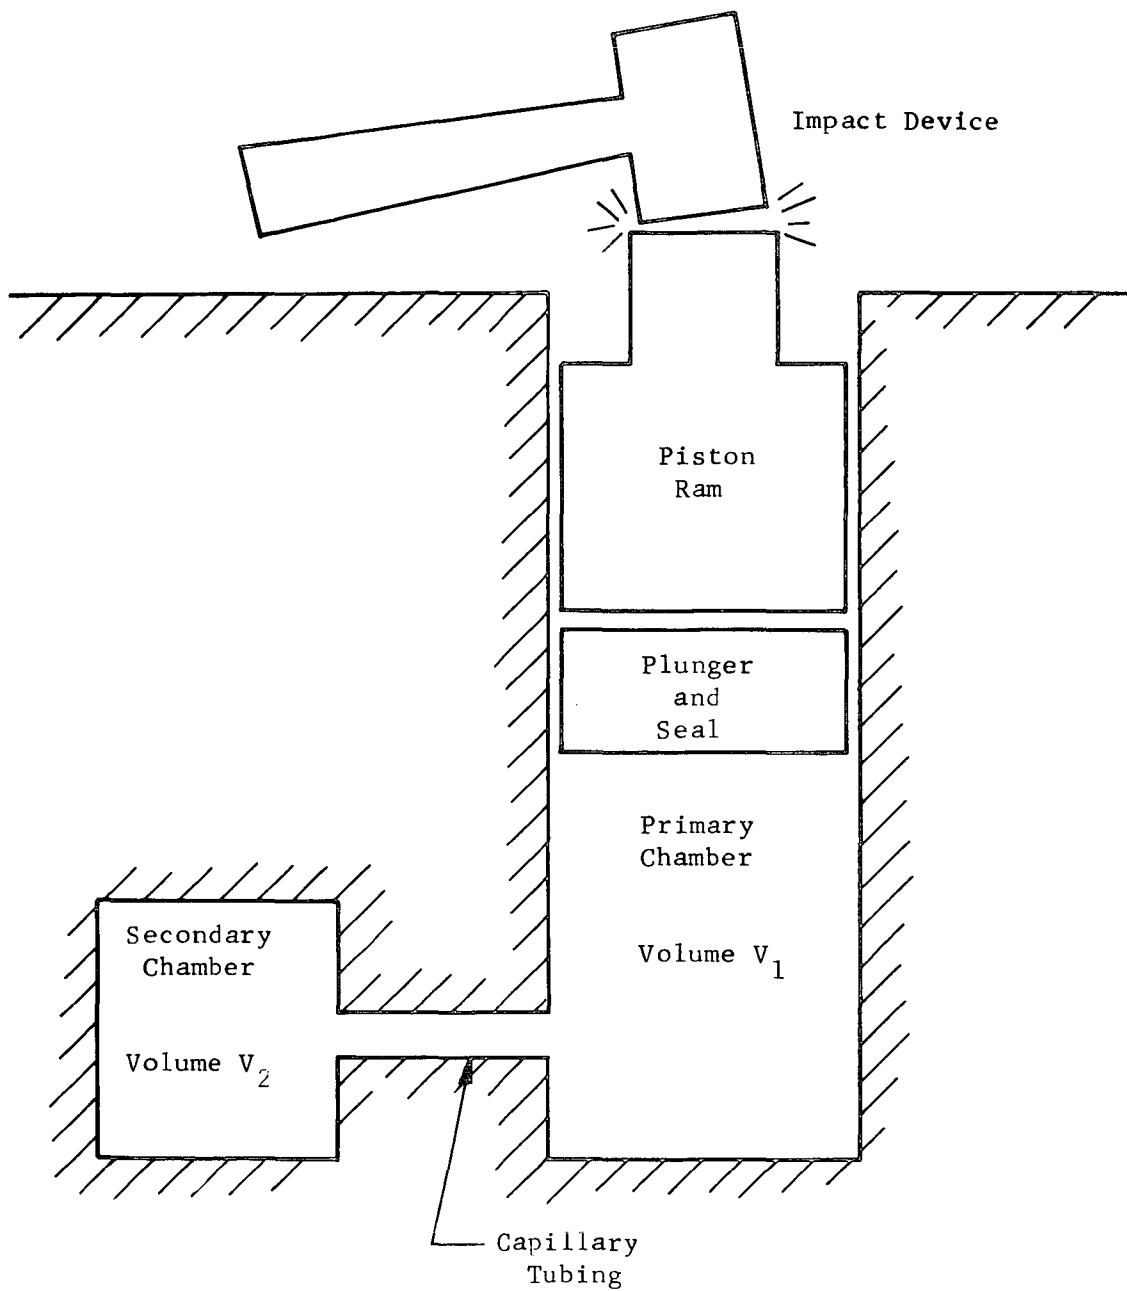 Impact Device
Piston
Ram
Plunger
and
Seal
Primary
Chamber
Volume V1
Secondary
Chamber
Volume V2
Capillary
Tubing